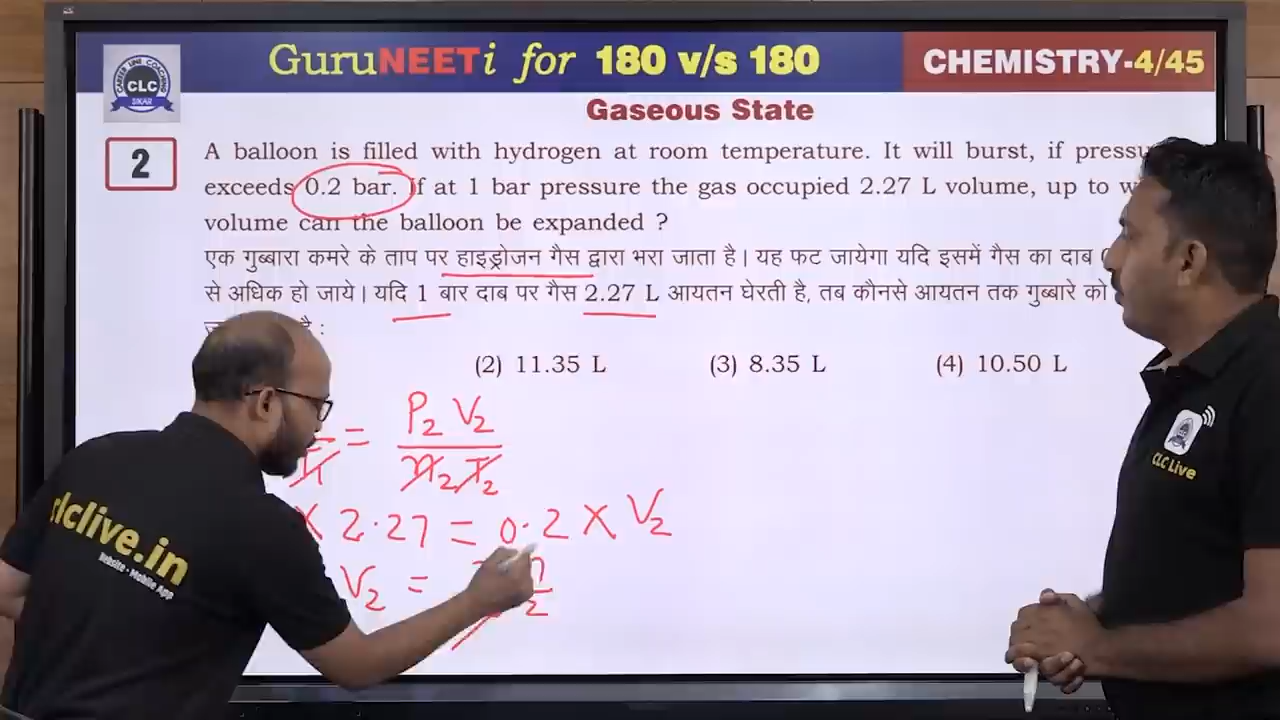 GuruNEETi for 180 v/s 180
CHEMISTRY-4/45
CAREER LINE COACHING
CLC
SIKAR
Gaseous State
2
A balloon is filled with hydrogen at room temperature. It will burst, if
exceeds 0.2 bar. If at 1 bar pressure the gas occupied 2.27 L volume, up to
volume can the balloon be expanded ?
एक गुब्बारा कमरे के ताप पर हाइड्रोजन गैस द्वारा भरा जाता है। यह फट जायेगा यदि इसमें गैस का दाब
से अधिक हो जाये। यदि 1 बार दाब पर गैस 2.27 L आयतन घेरती है, तब कौनसे आयतन तक गुब्बारे को
है :
(2) 11.35 L (3) 8.35 L (4) 10.50 L
= P2 V2
n2 T2
X 2.27 = 0.2 X V2
V2 =
2
clclive.in
Website • Mobile App
CLC Live